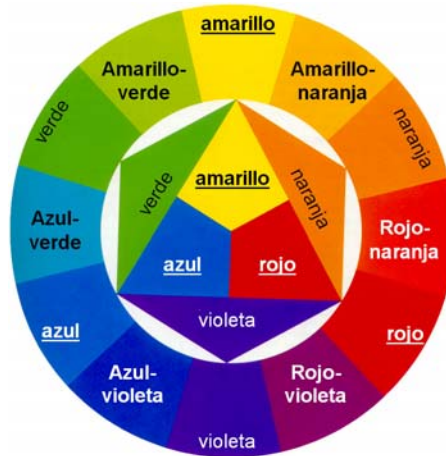 amarillo
Amarillo-
verde
Amarillo-
naranja
verde
naranja
amarillo
verde
naranja
Azul-
verde
Rojo-
naranja
azul
rojo
azul
rojo
violeta
Azul-
violeta
Rojo-
violeta
violeta